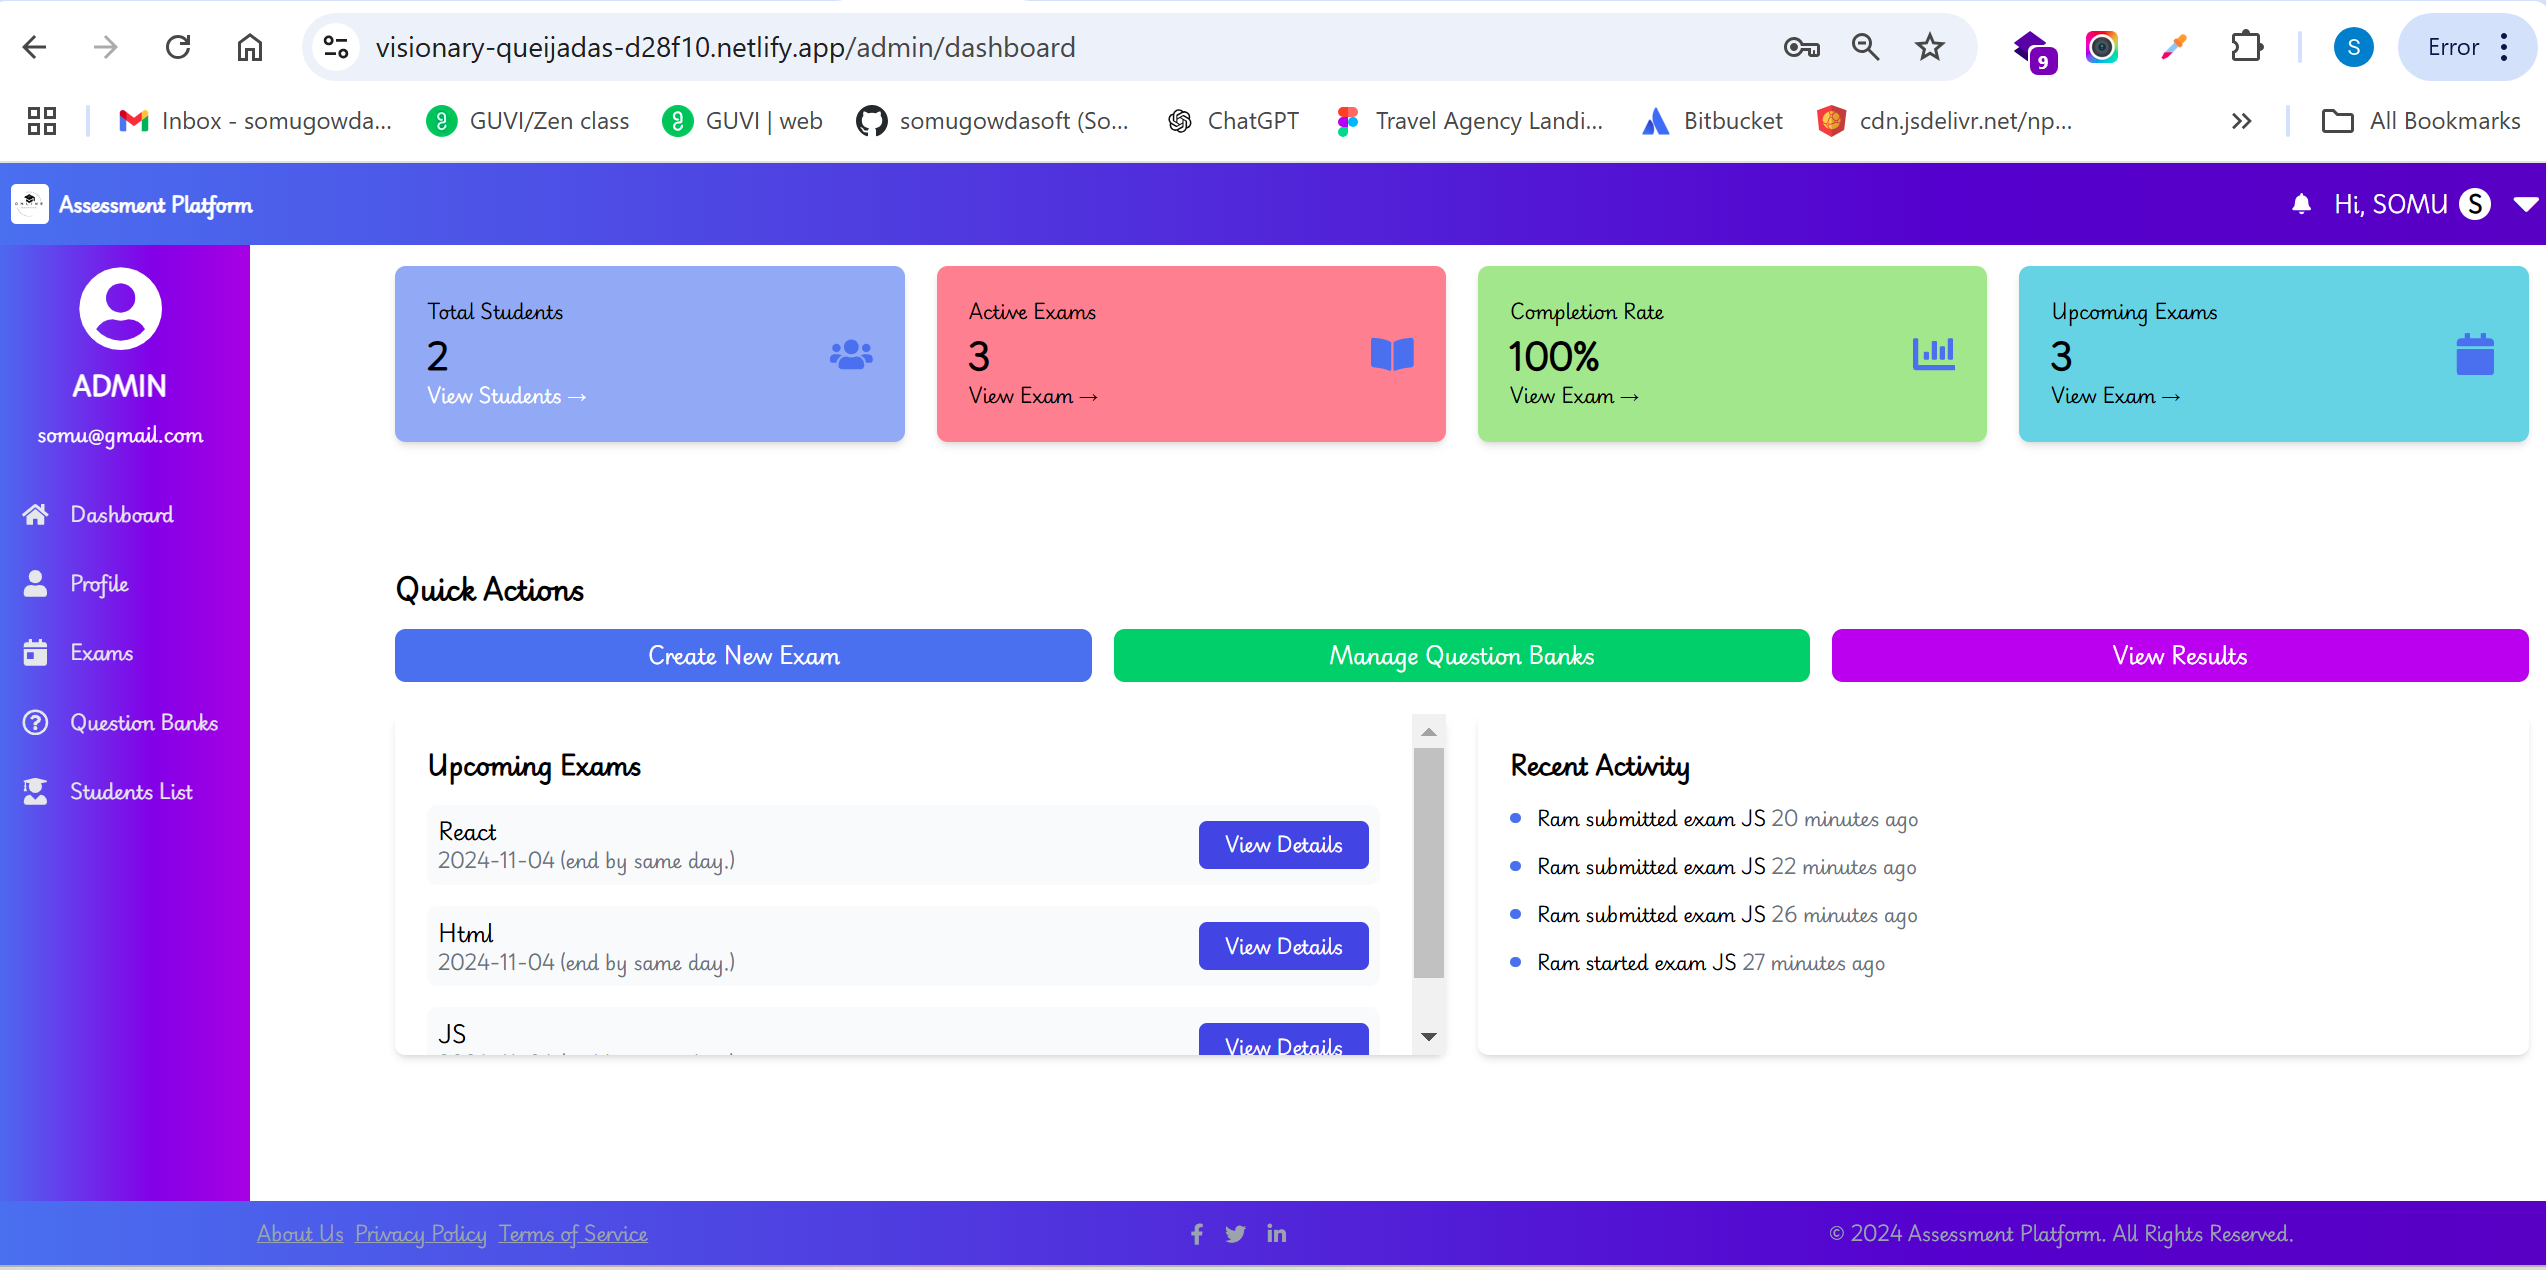 visionary-queijadas-d28f10.netlify.app/admin/dashboard
9
S
Error
Inbox - somugowda...
GUVI/Zen class
GUVI | web
somugowdasoft (So...
ChatGPT
Travel Agency Landi...
Bitbucket
cdn.jsdelivr.net/np...
All Bookmarks
Assessment Platform
Hi, SOMU S
ADMIN
somu@gmail.com
Dashboard
Profile
Exams
Question Banks
Students List
Total Students
2
View Students →
Active Exams
3
View Exam →
Completion Rate
100%
View Exam →
Upcoming Exams
3
View Exam →
Quick Actions
Create New Exam
Manage Question Banks
View Results
Upcoming Exams
React
2024-11-04 (end by same day.)
View Details
Html
2024-11-04 (end by same day.)
View Details
JS
View Details
Recent Activity
Ram submitted exam JS 20 minutes ago
Ram submitted exam JS 22 minutes ago
Ram submitted exam JS 26 minutes ago
Ram started exam JS 27 minutes ago
About Us Privacy Policy Terms of Service
© 2024 Assessment Platform. All Rights Reserved.